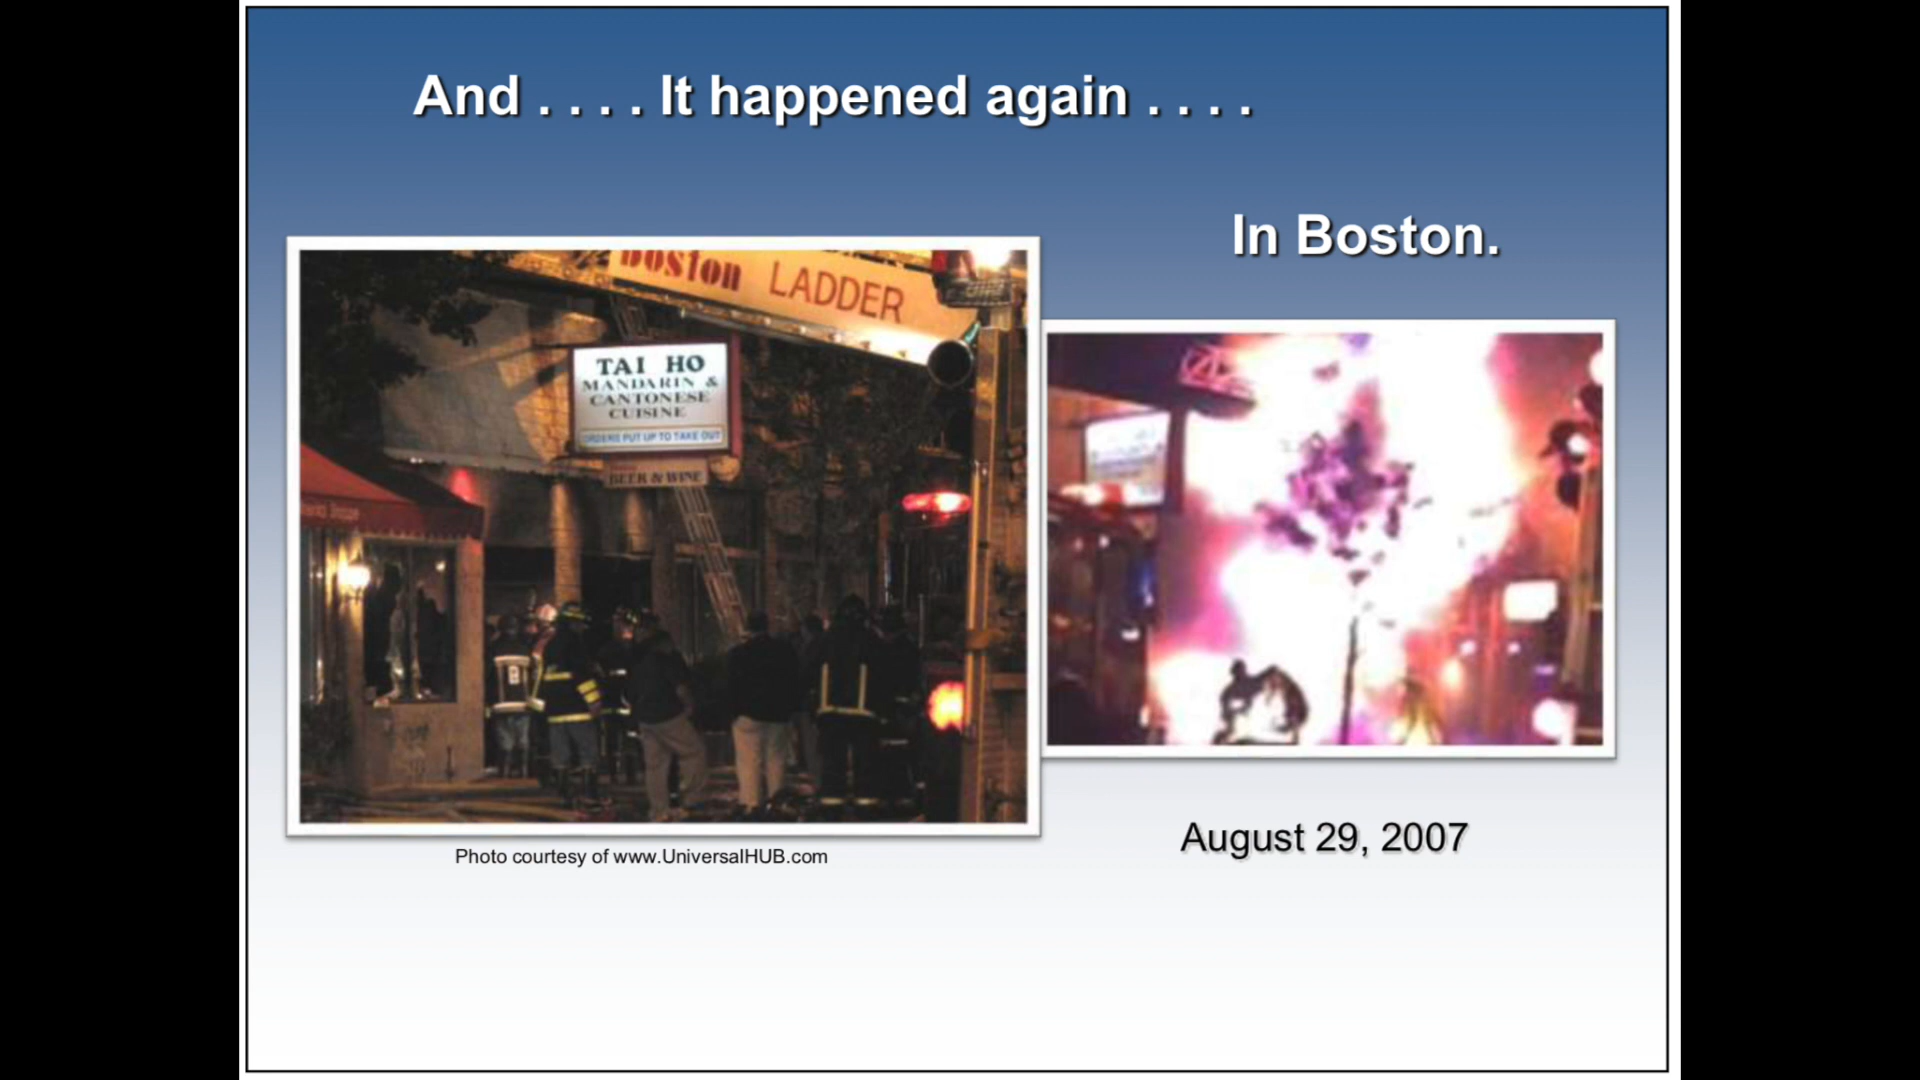 And . . . . It happened again . . . .
In Boston.
Boston LADDER
TAI HO
MANDARIN &
CANTONESE
CUISINE
ORDERS PUT UP TO TAKE OUT
BEER & WINE
Photo courtesy of www.UniversalHUB.com
August 29, 2007